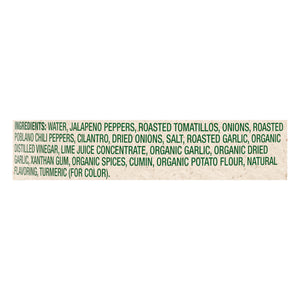 INGREDIENTS: WATER, JALAPENO PEPPERS, ROASTED TOMATILLOS, ONIONS, ROASTED
POBLANO CHILI PEPPERS, CILANTRO, DRIED ONIONS, SALT, ROASTED GARLIC, ORGANIC
DISTILLED VINEGAR, LIME JUICE CONCENTRATE, ORGANIC GARLIC, ORGANIC DRIED
GARLIC, XANTHAN GUM, ORGANIC SPICES, CUMIN, ORGANIC POTATO FLOUR, NATURAL
FLAVORING, TURMERIC (FOR COLOR).